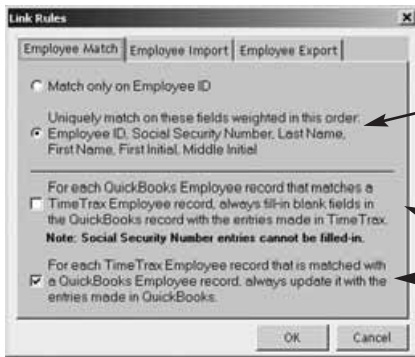 Link Rules
Employee Match Employee Import Employee Export
Match only on Employee ID
Uniquely match on these fields weighted in this order:
Employee ID, Social Security Number, Last Name,
First Name, First Initial, Middle Initial
For each QuickBooks Employee record that matches a
TimeTrax Employee record, always fill-in blank fields in
the QuickBooks record with the entries made in TimeTrax.
Note: Social Security Number entries cannot be filled-in.
For each TimeTrax Employee record that is matched with
a QuickBooks Employee record, always update it with the
entries made in QuickBooks.
OK Cancel